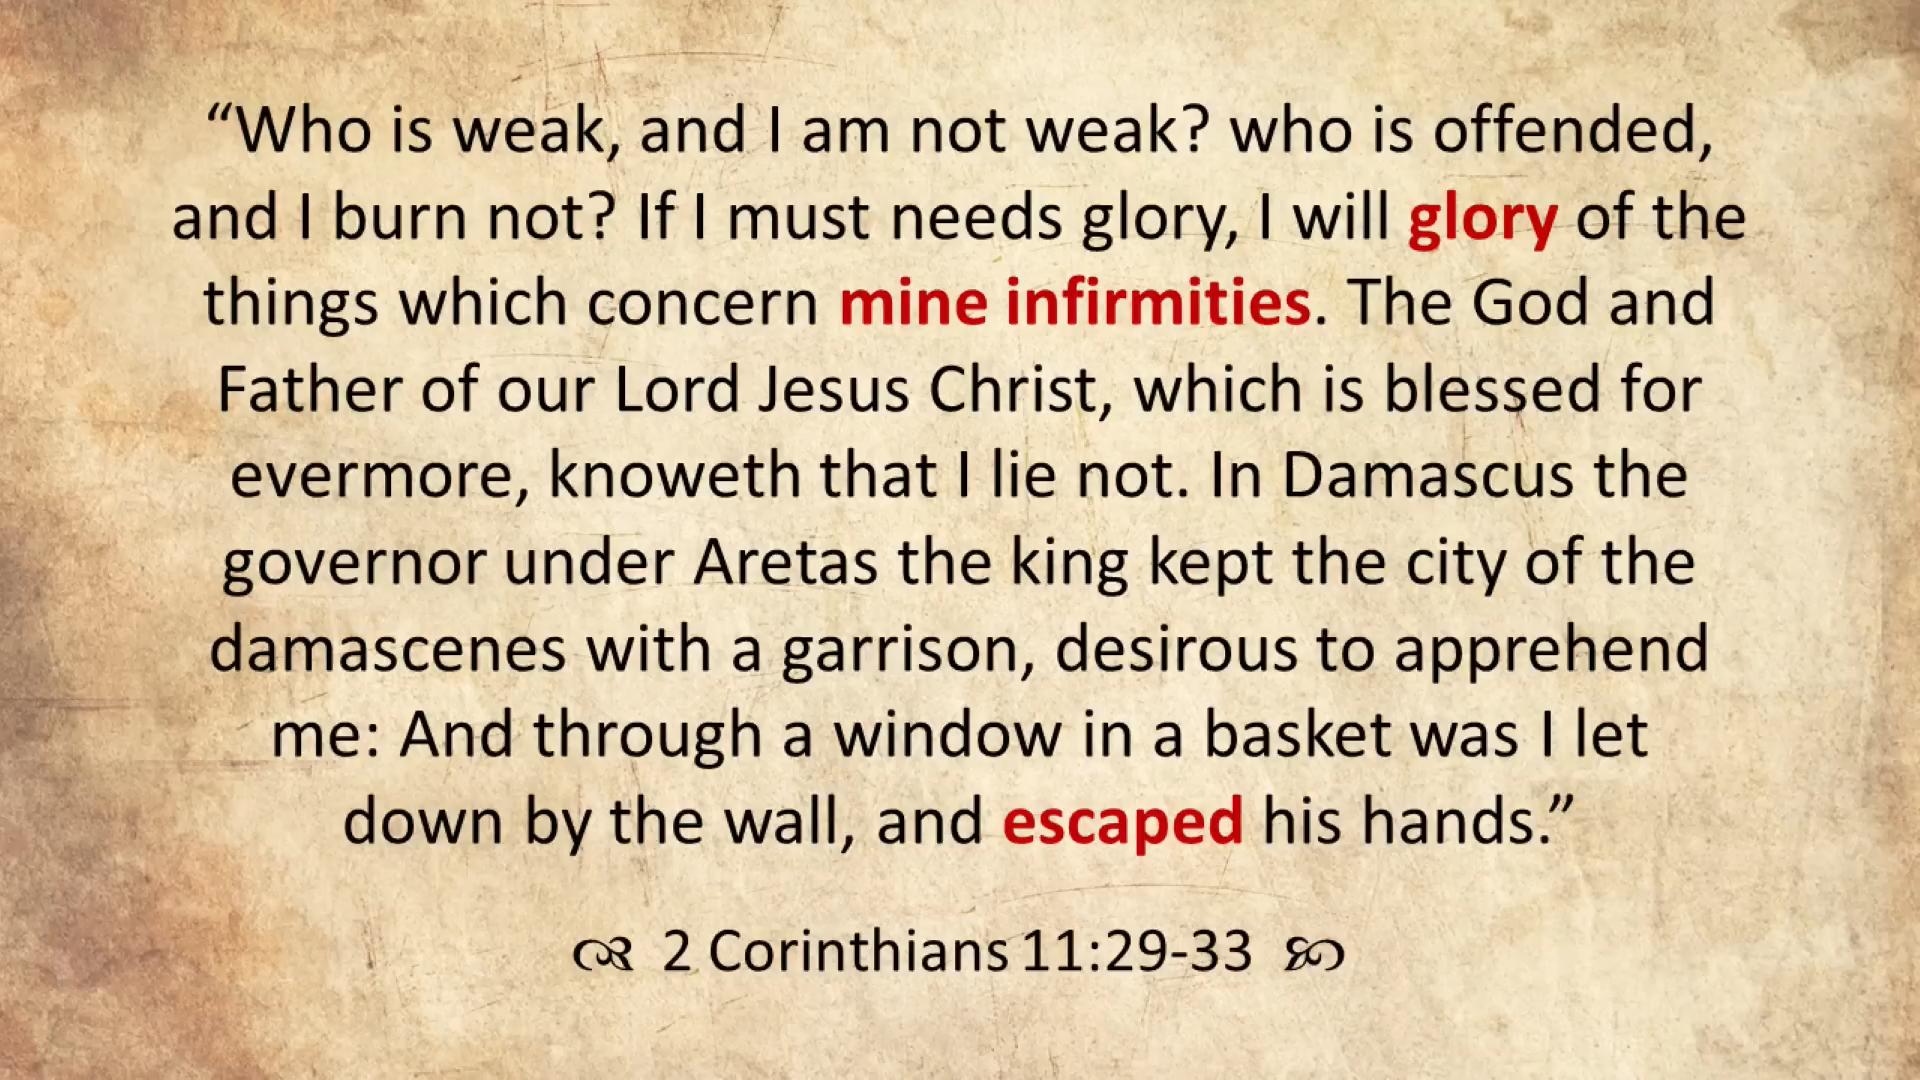 “Who is weak, and I am not weak? who is offended,
and I burn not? If I must needs glory, I will glory of the
things which concern mine infirmities. The God and
Father of our Lord Jesus Christ, which is blessed for
evermore, knoweth that I lie not. In Damascus the
governor under Aretas the king kept the city of the
damascenes with a garrison, desirous to apprehend
me: And through a window in a basket was I let
down by the wall, and escaped his hands.”
2 Corinthians 11:29-33